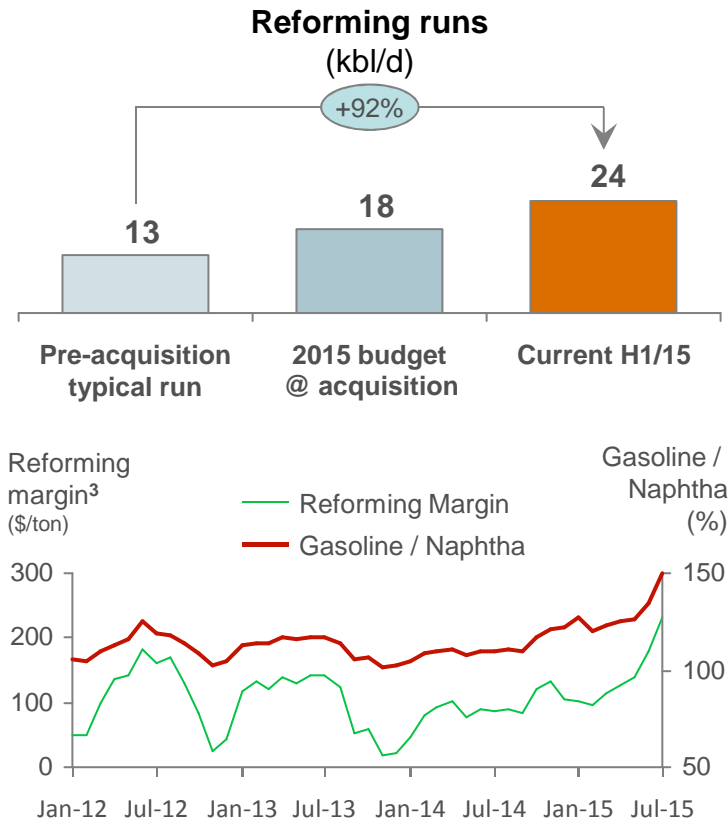 Reforming runs
(kbl/d)
+92%
13
18
24
Pre-acquisition
typical run
2015 budget
@ acquisition
Current H1/15
Reforming
margin³
($/ton)
Gasoline /
Naphtha
(%)
Reforming Margin
Gasoline / Naphtha
300
200
100
0
150
100
50
Jan-12
Jul-12
Jan-13
Jul-13
Jan-14
Jul-14
Jan-15
Jul-15